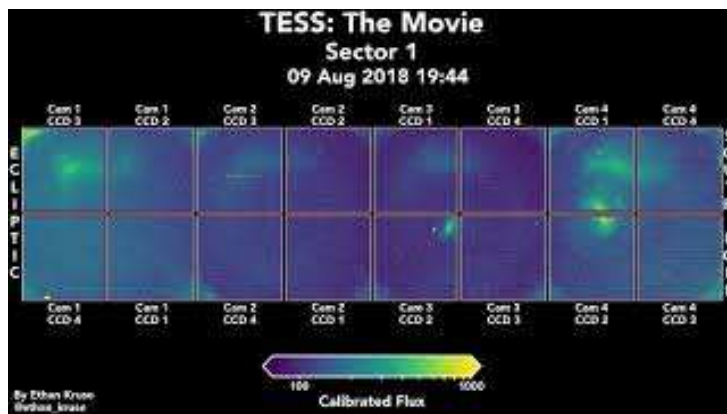 TESS: The Movie
Sector 1
09 Aug 2018 19:44
Cam 1 Cam 1 Cam 2 Cam 2 Cam 3 Cam 3 Cam 4 Cam 4
CCD 3 CCD 2 CCD 3 CCD 2 CCD 1 CCD 4 CCD 1 CCD 4
ECLIPTIC
Cam 1 Cam 1 Cam 2 Cam 2 Cam 3 Cam 3 Cam 4 Cam 4
CCD 4 CCD 1 CCD 4 CCD 1 CCD 2 CCD 3 CCD 2 CCD 3
100 1000
Calibrated Flux
By Ethan Kruse
@ethan_kruse